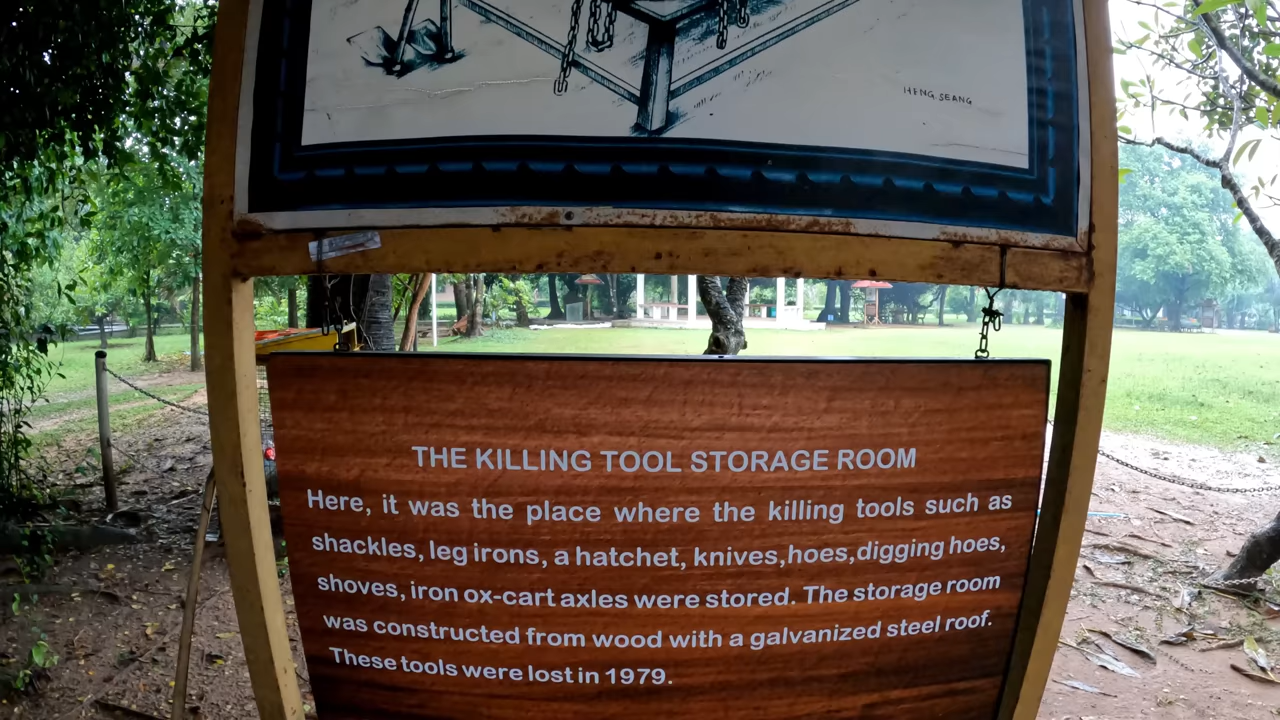 HENG.SEANG
THE KILLING TOOL STORAGE ROOM
Here, it was the place where the killing tools such as
shackles, leg irons, a hatchet, knives,hoes,digging hoes,
shoves, iron ox-cart axles were stored. The storage room
was constructed from wood with a galvanized steel roof.
These tools were lost in 1979.